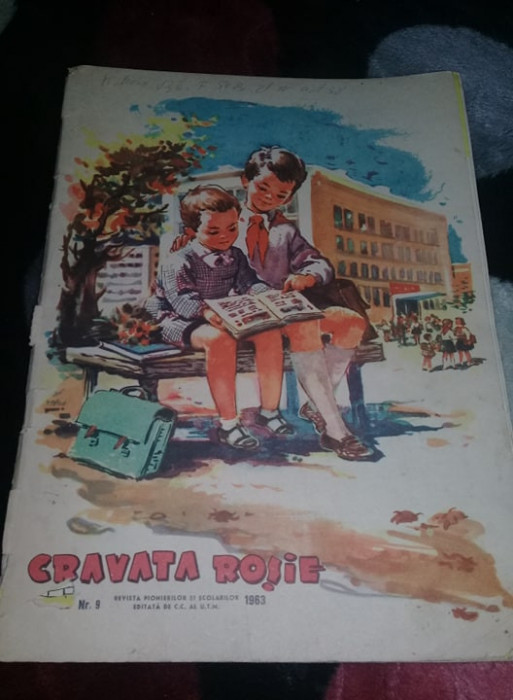 CRAVATA ROȘIE
Nr. 9
REVISTA PIONIERILOR ȘI ȘCOLARILOR
EDITATĂ DE C.C. AL U.T.M.
1963